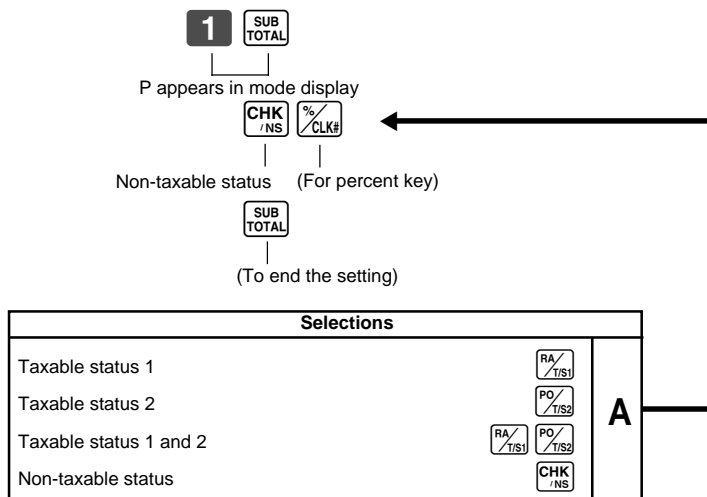 1 SUB TOTAL
P appears in mode display
CHK /NS %/CLK#
Non-taxable status (For percent key)
SUB TOTAL
(To end the setting)
Selections
Taxable status 1 RA/T/S1
Taxable status 2 PO/T/S2
Taxable status 1 and 2 RA/T/S1 PO/T/S2
Non-taxable status CHK /NS
A